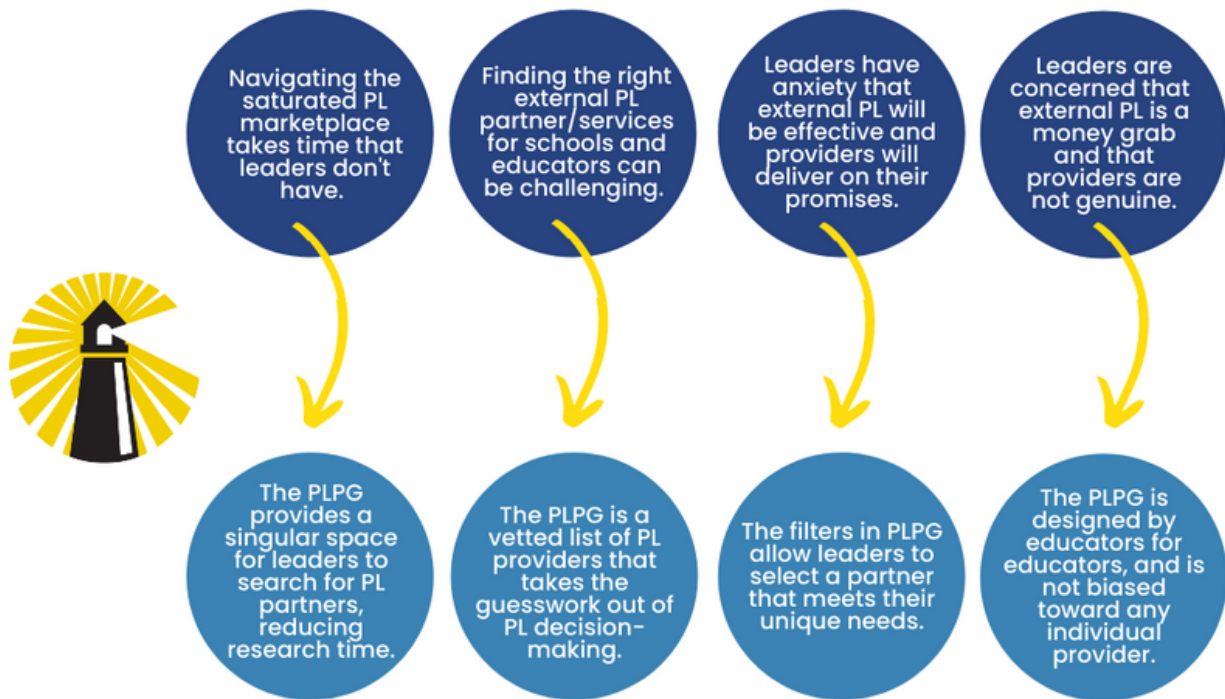 Navigating the
saturated PL
marketplace
takes time that
leaders don't
have.
Finding the right
external PL
partner/services
for schools and
educators can
be challenging.
Leaders have
anxiety that
external PL will
be effective and
providers will
deliver on their
promises.
Leaders are
concerned that
external PL is a
money grab
and that
providers are
not genuine.
The PLPG
provides a
singular space
for leaders to
search for PL
partners,
reducing
research time.
The PLPG is a
vetted list of PL
providers that
takes the
guesswork out of
PL decision-
making.
The filters in PLPG
allow leaders to
select a partner
that meets their
unique needs.
The PLPG is
designed by
educators for
educators, and is
not biased
toward any
individual
provider.